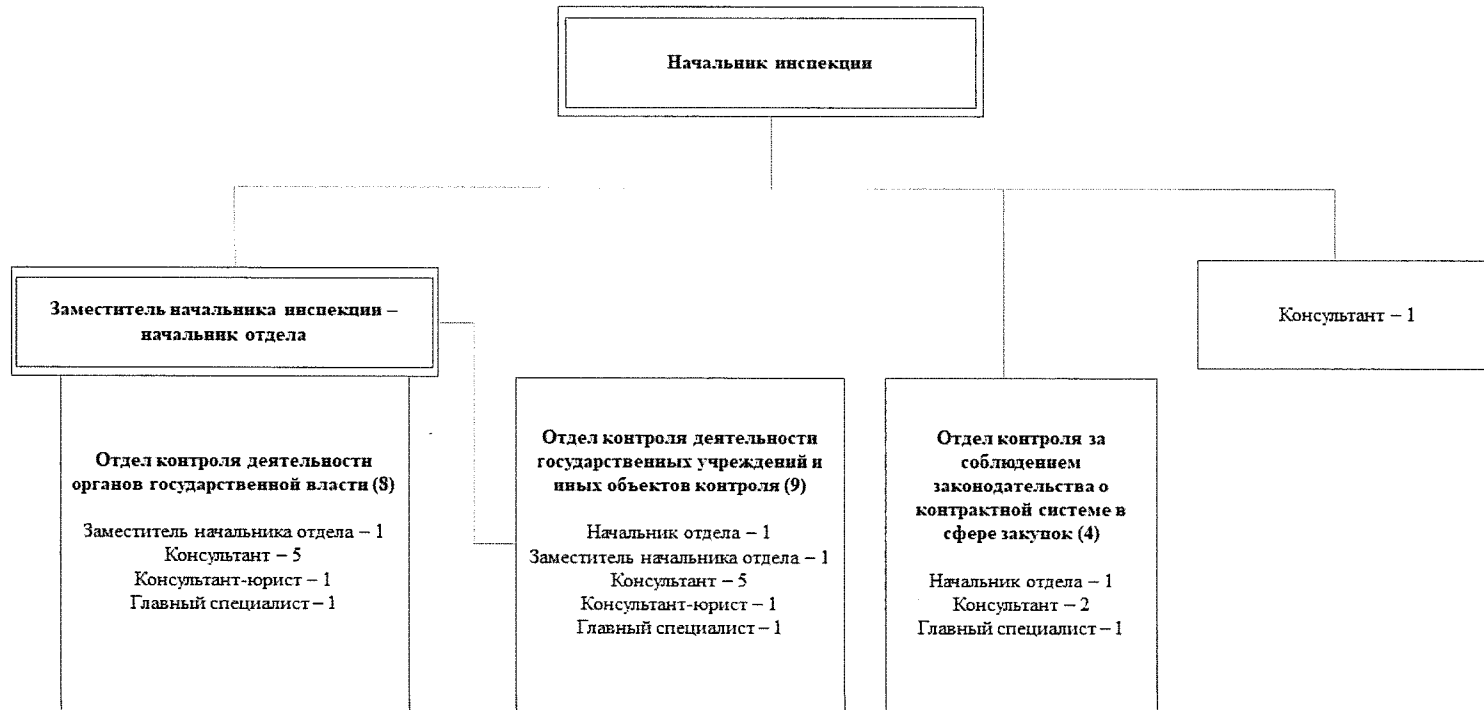 Начальник инспекции
Заместитель начальника инспекции –
начальник отдела
Консультант – 1
Отдел контроля деятельности
органов государственной власти (8)
Заместитель начальника отдела – 1
Консультант – 5
Консультант-юрист – 1
Главный специалист – 1
Отдел контроля деятельности
государственных учреждений и
иных объектов контроля (9)
Начальник отдела – 1
Заместитель начальника отдела – 1
Консультант – 5
Консультант-юрист – 1
Главный специалист – 1
Отдел контроля за
соблюдением
законодательства о
контрактной системе в
сфере закупок (4)
Начальник отдела – 1
Консультант – 2
Главный специалист – 1